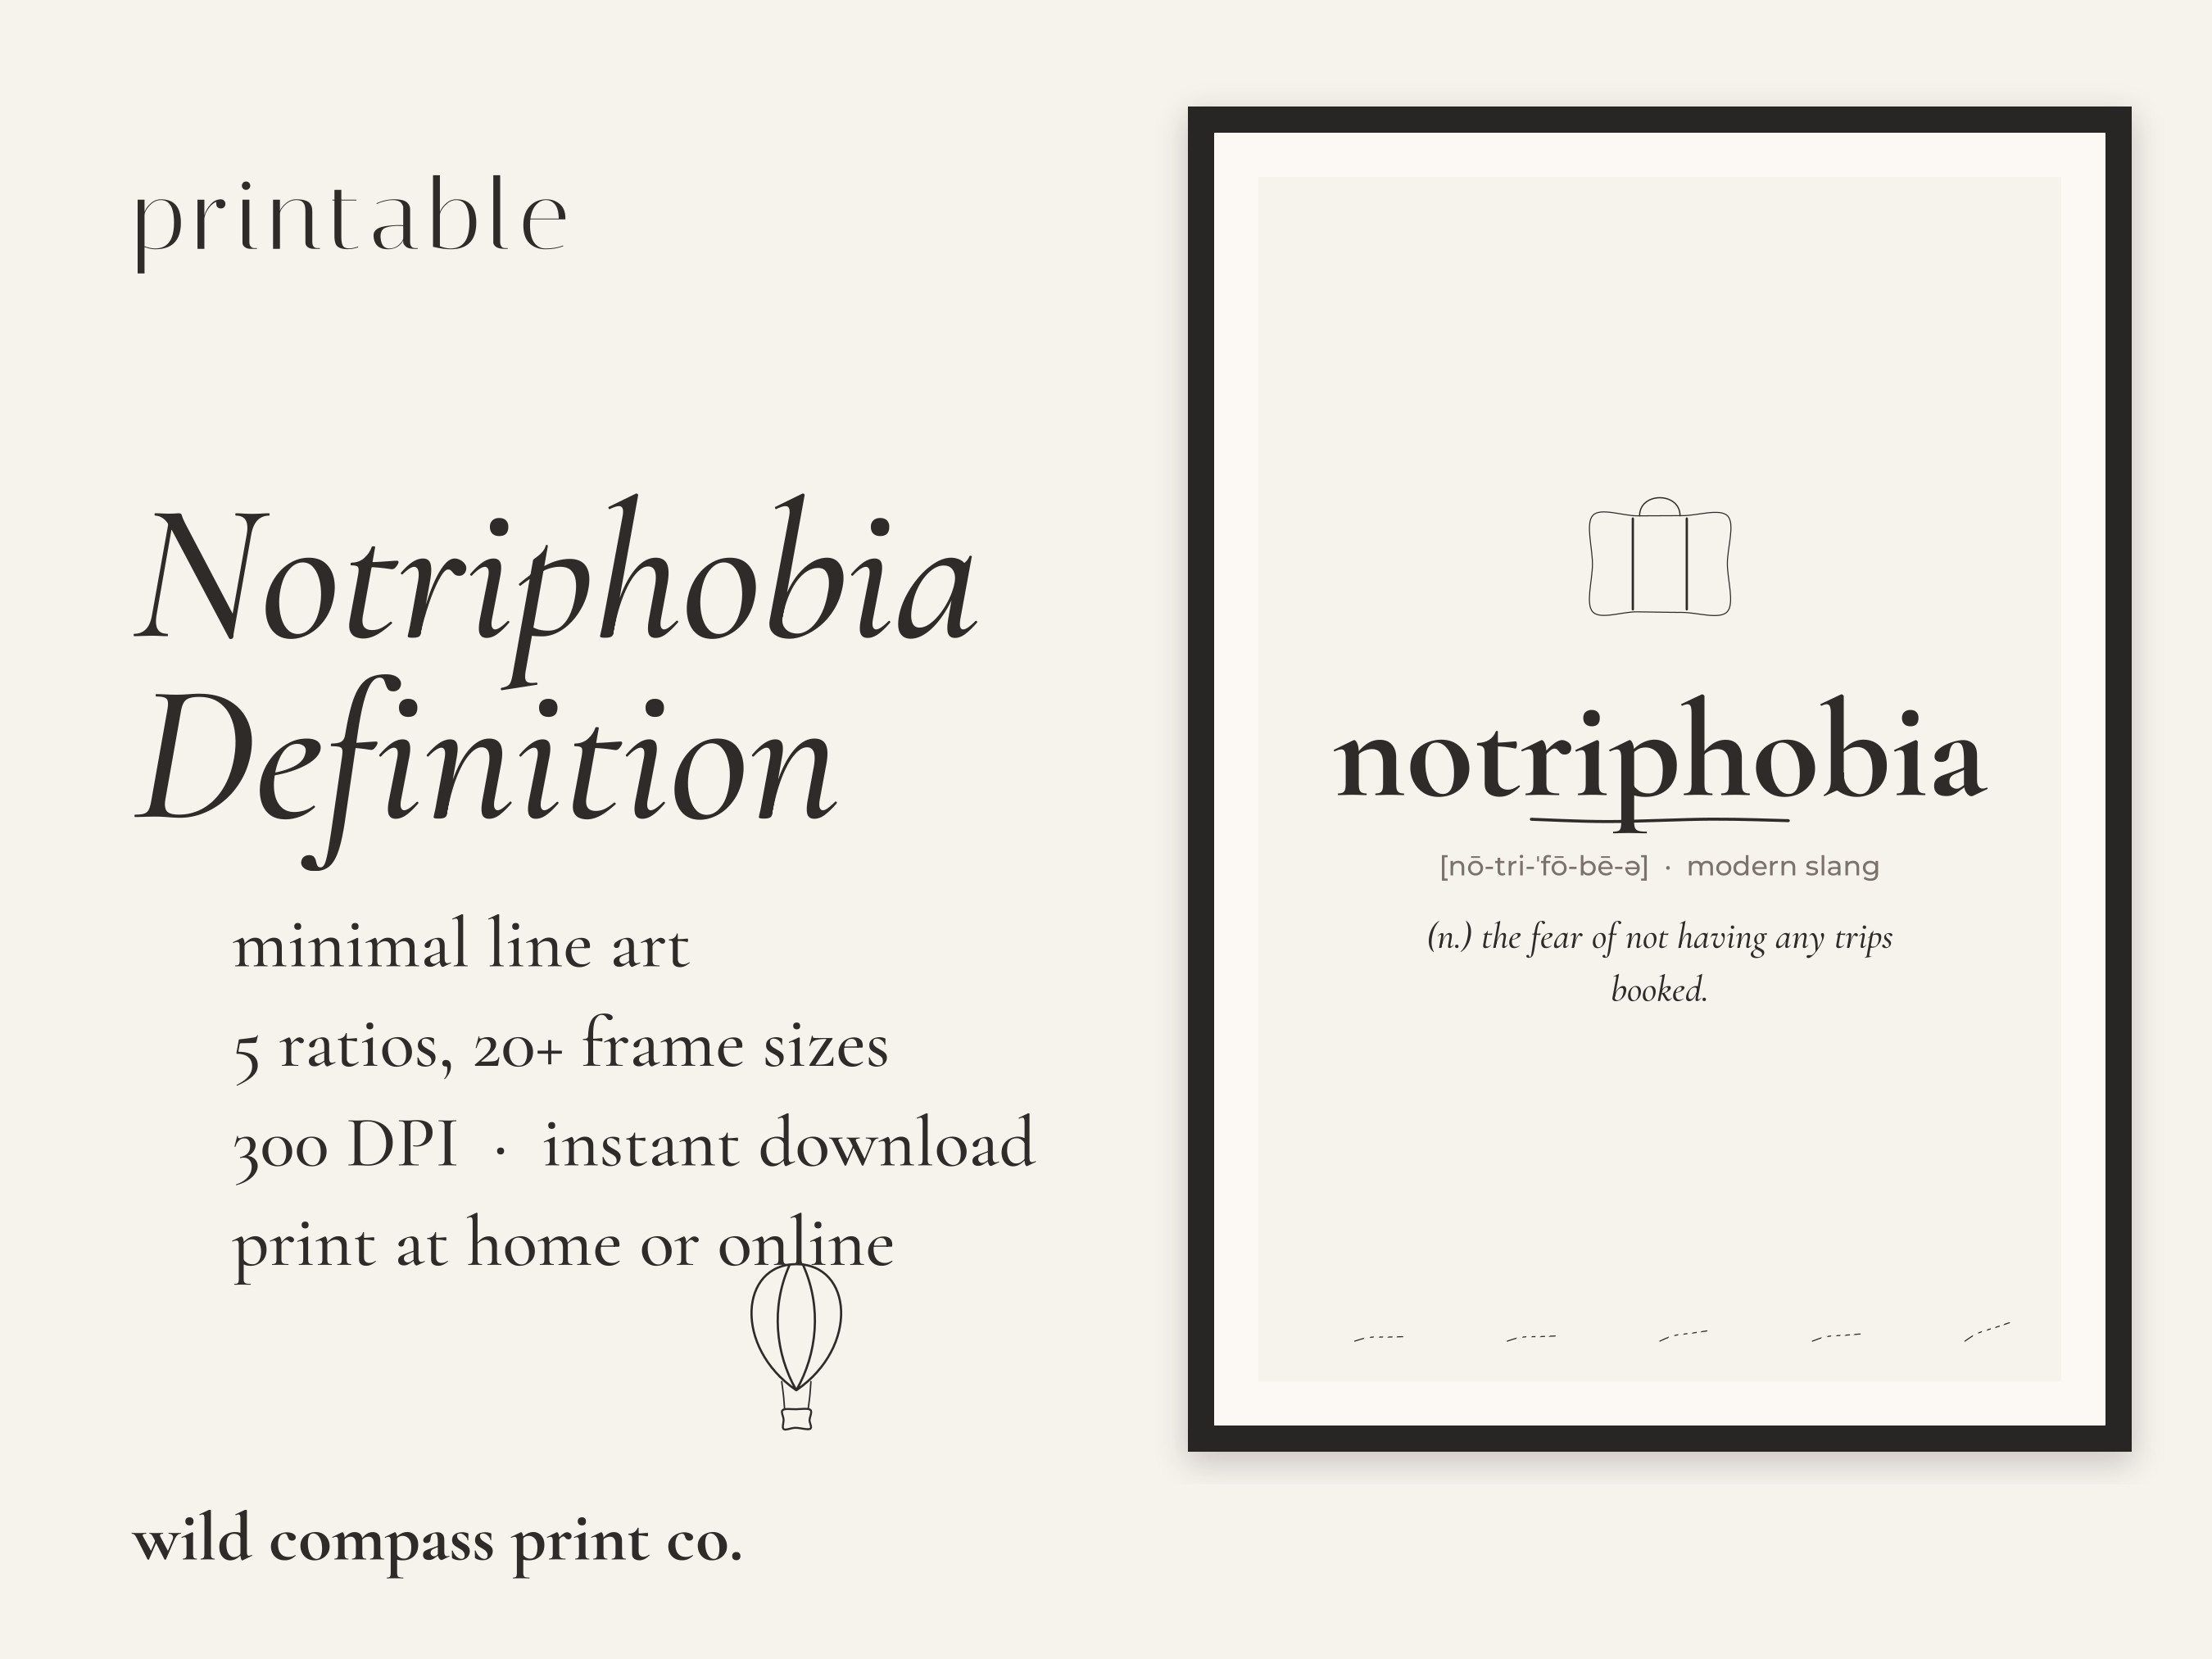 printable
Notriphobia
Definition
minimal line art
5 ratios, 20+ frame sizes
300 DPI · instant download
print at home or online
wild compass print co.
notriphobia
[nō-tri-ˈfō-bē-ə] · modern slang
(n.) the fear of not having any trips
booked.